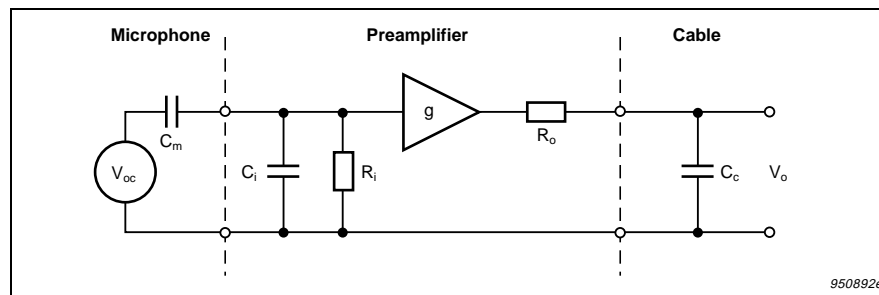 Microphone Preamplifier Cable
g
C_m R_o
V_oc C_i R_i C_c V_o
950892e